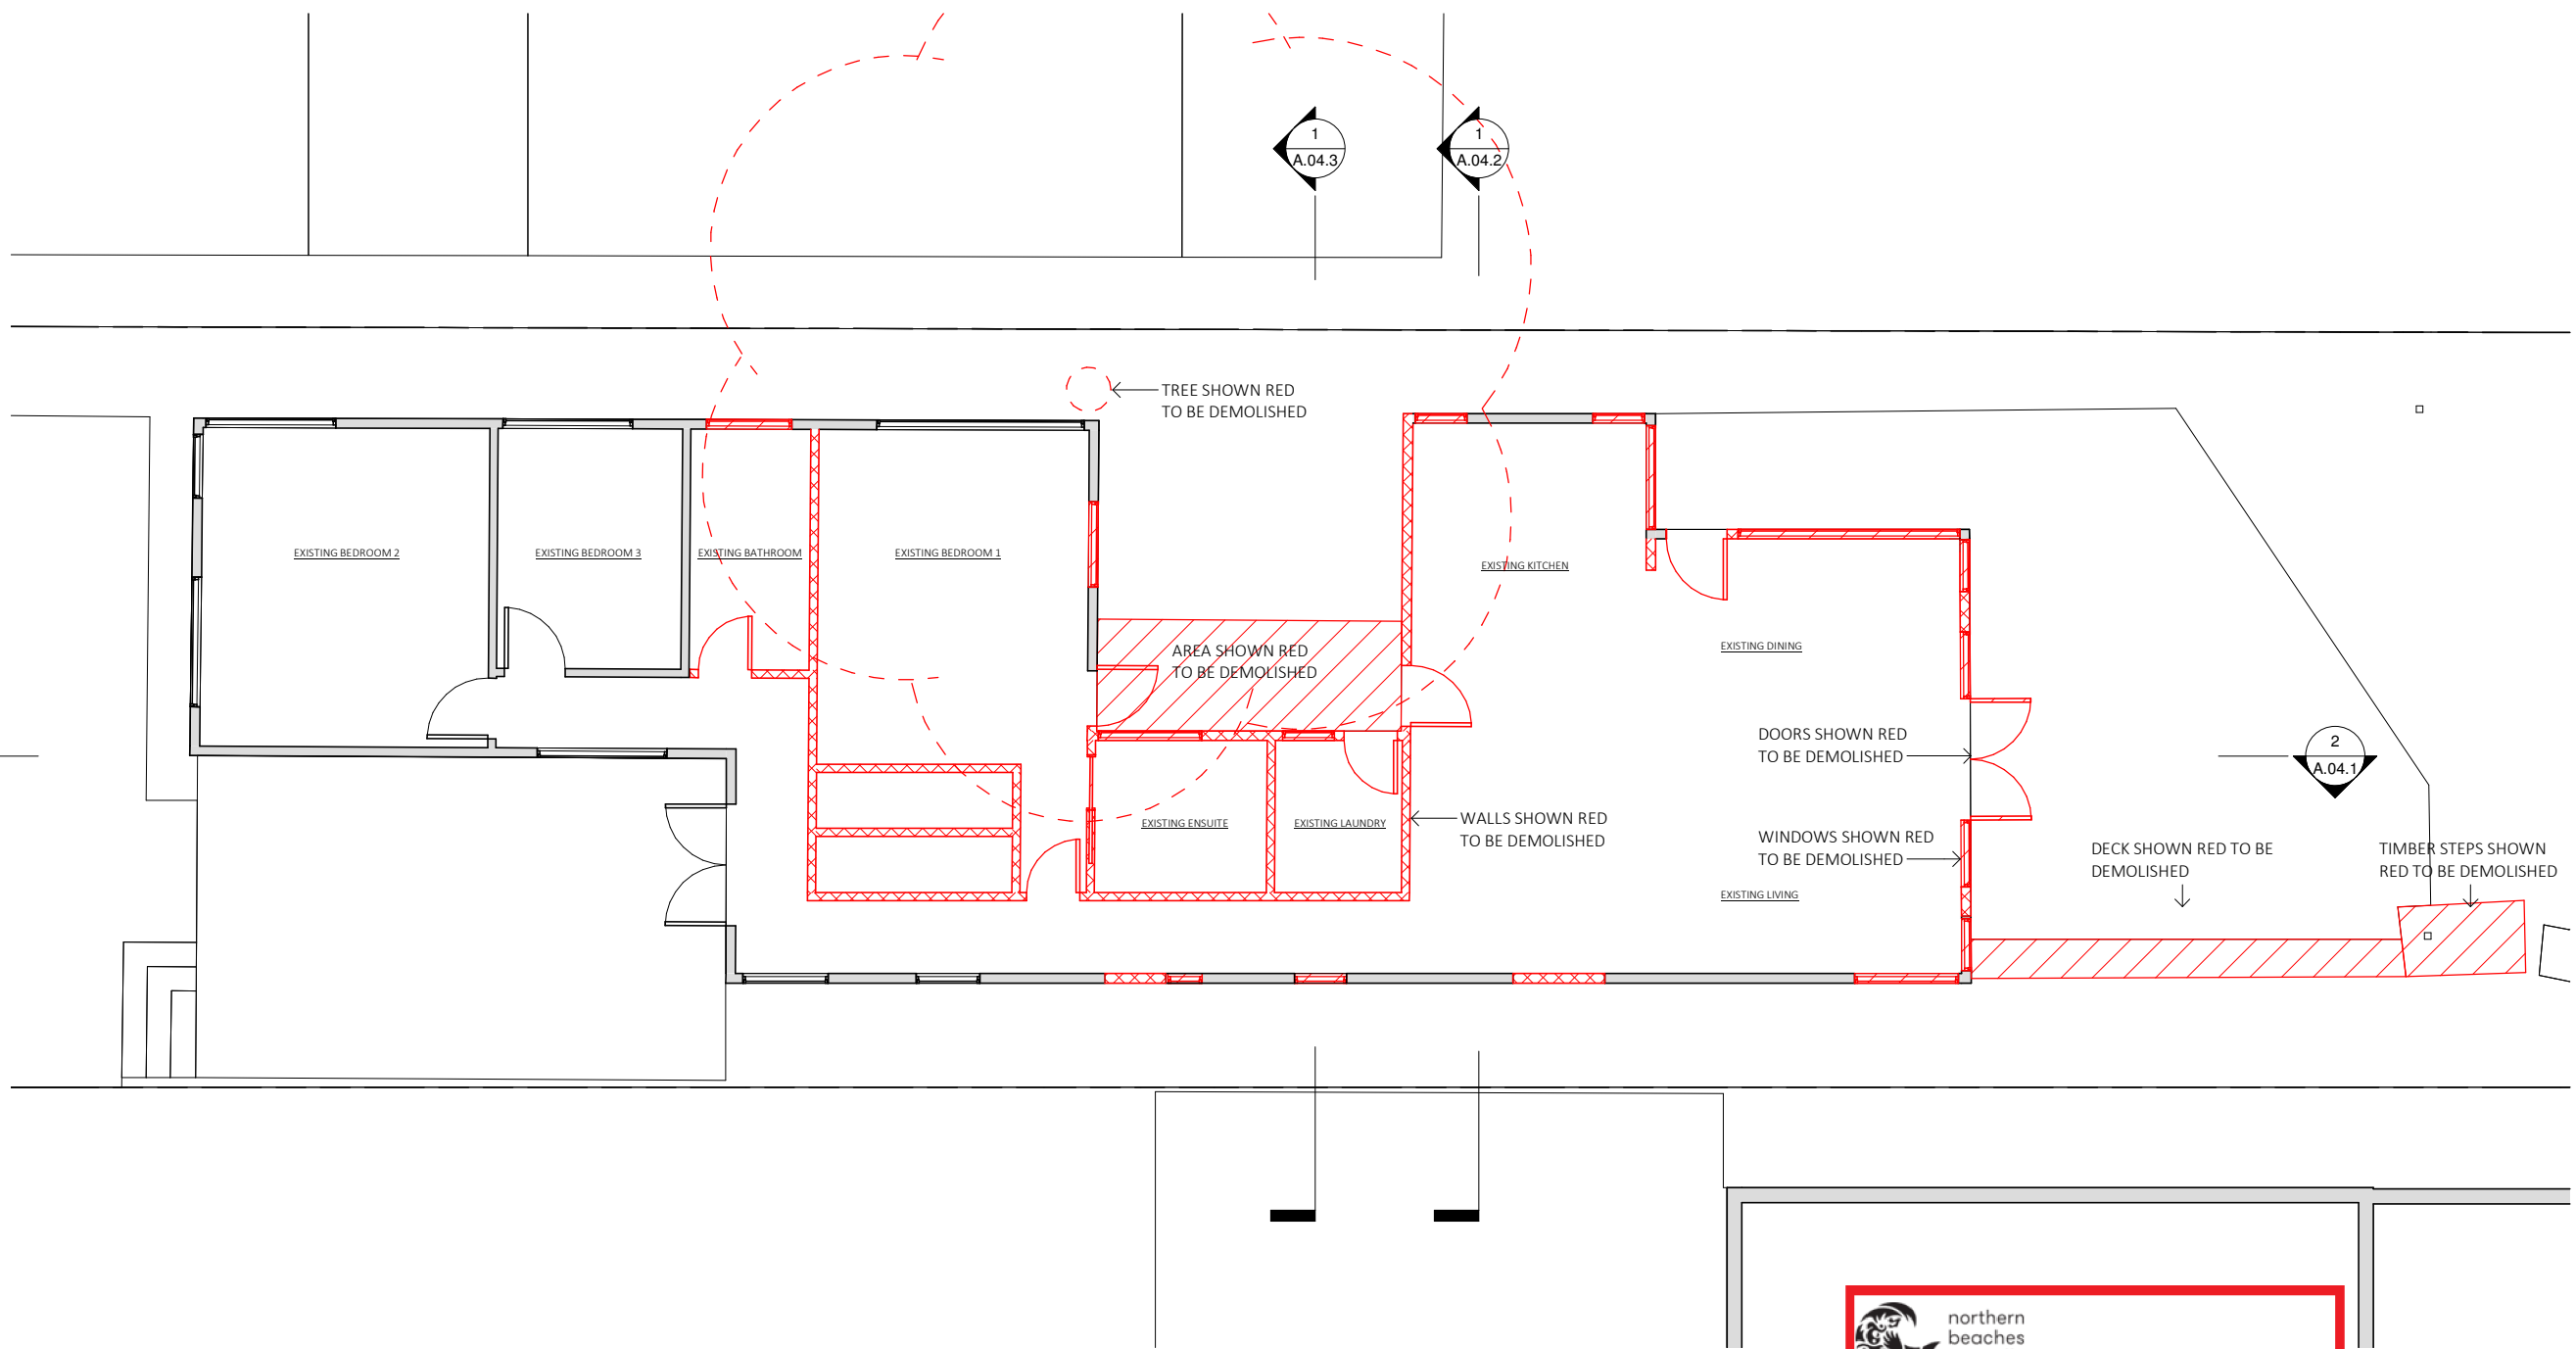 1
A.04.3
1
A.04.2
TREE SHOWN RED
TO BE DEMOLISHED
EXISTING BEDROOM 2
EXISTING BEDROOM 3
EXISTING BATHROOM
EXISTING BEDROOM 1
EXISTING KITCHEN
AREA SHOWN RED
TO BE DEMOLISHED
EXISTING DINING
DOORS SHOWN RED
TO BE DEMOLISHED
2
A.04.1
EXISTING ENSUITE
EXISTING LAUNDRY
WALLS SHOWN RED
TO BE DEMOLISHED
WINDOWS SHOWN RED
TO BE DEMOLISHED
DECK SHOWN RED TO BE
DEMOLISHED
TIMBER STEPS SHOWN
RED TO BE DEMOLISHED
EXISTING LIVING
northern
beaches